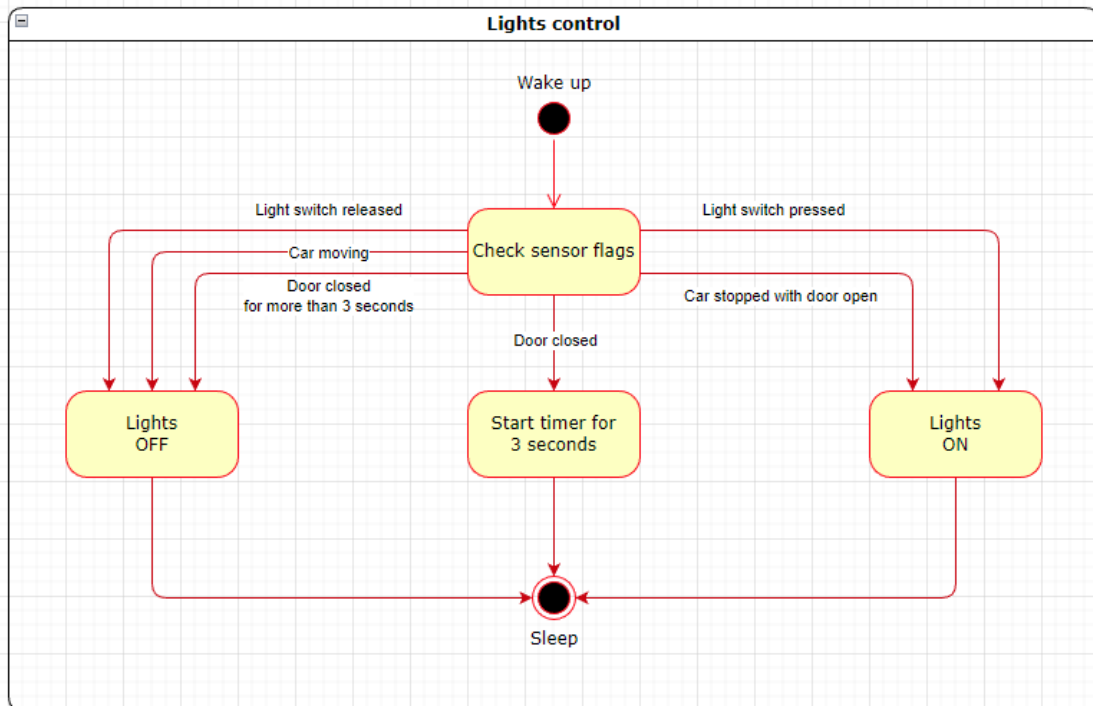 Lights control
Wake up
Light switch released
Light switch pressed
Check sensor flags
Car moving
Door closed
for more than 3 seconds
Car stopped with door open
Door closed
Lights
OFF
Start timer for
3 seconds
Lights
ON
Sleep